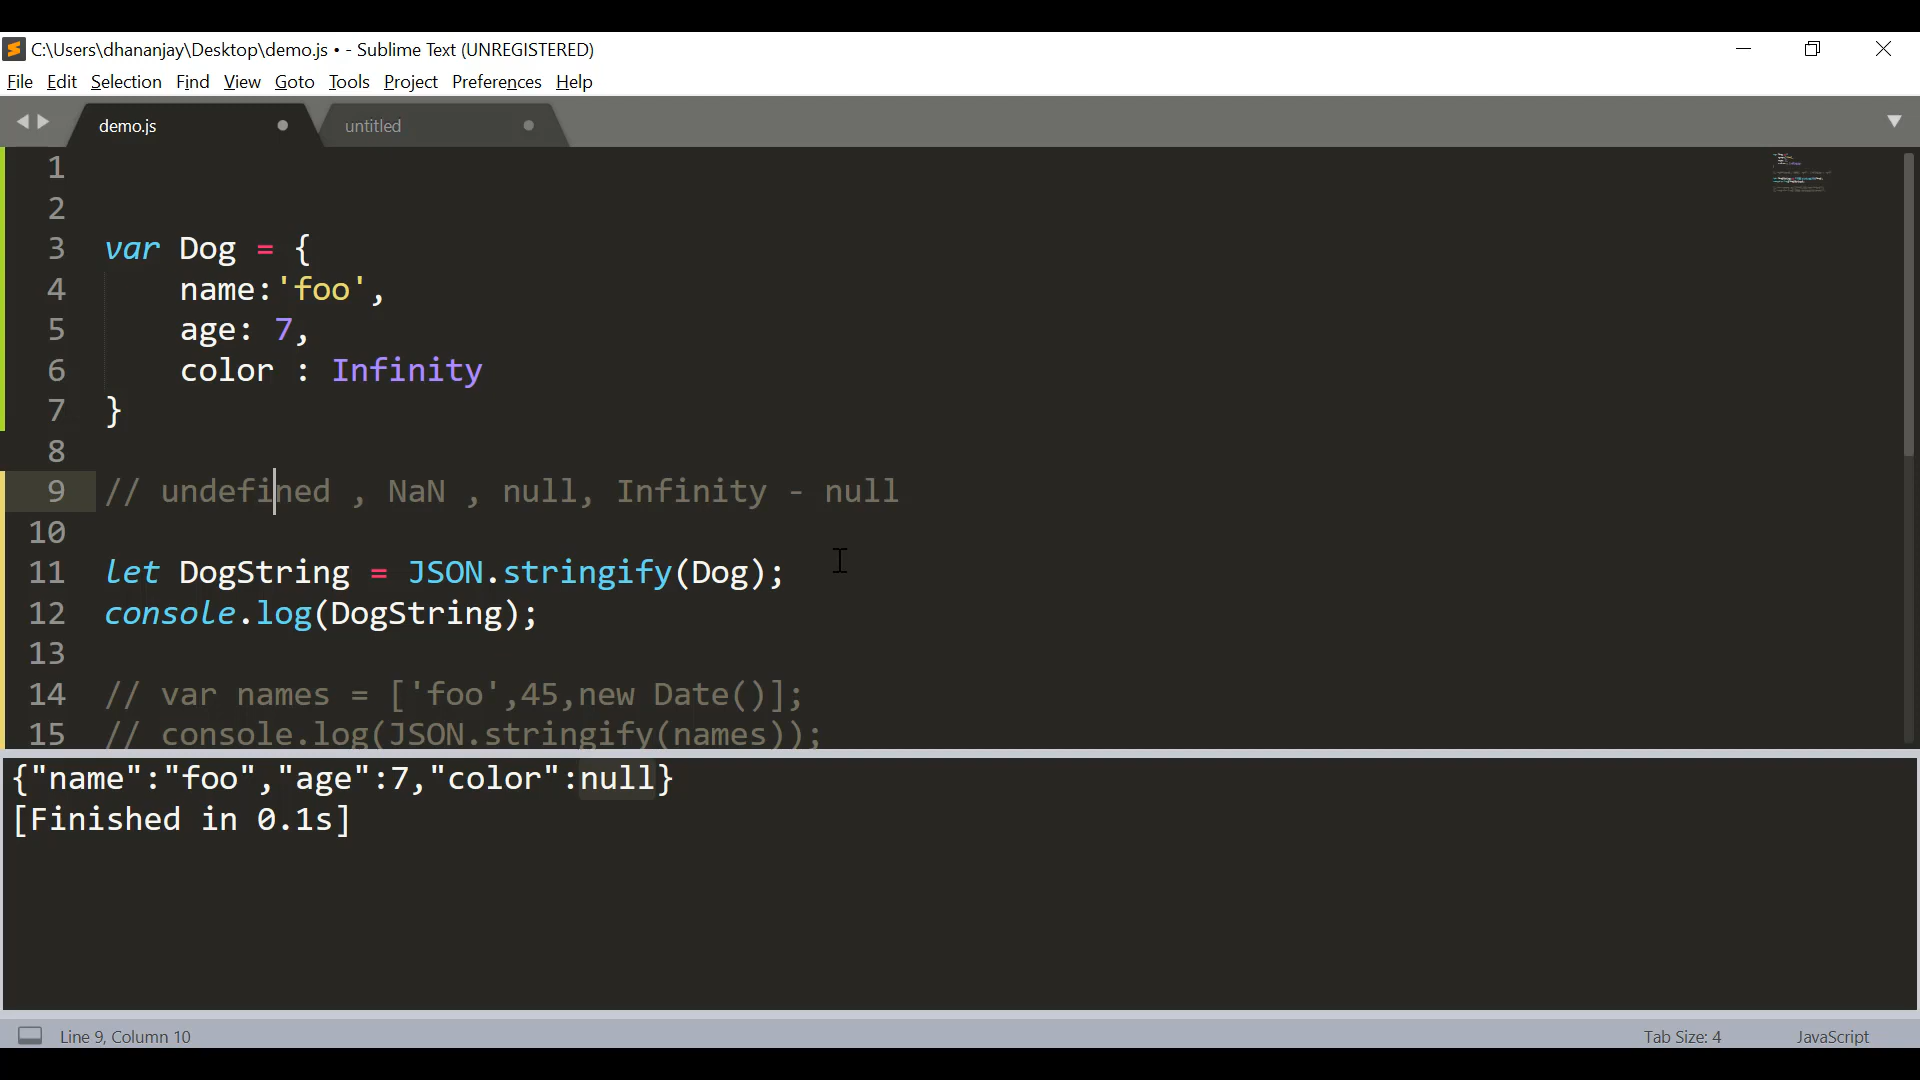 C:\Users\dhananjay\Desktop\demo.js • - Sublime Text (UNREGISTERED)
File Edit Selection Find View Goto Tools Project Preferences Help
demo.js untitled
1
2
3 var Dog = {
4 name:'foo',
5 age: 7,
6 color : Infinity
7 }
8
9 // undefined , NaN , null, Infinity - null
10
11 let DogString = JSON.stringify(Dog);
12 console.log(DogString);
13
14 // var names = ['foo',45,new Date()];
15 // console.log(JSON.stringify(names));
{"name":"foo","age":7,"color":null}
[Finished in 0.1s]
Line 9, Column 10 Tab Size: 4 JavaScript